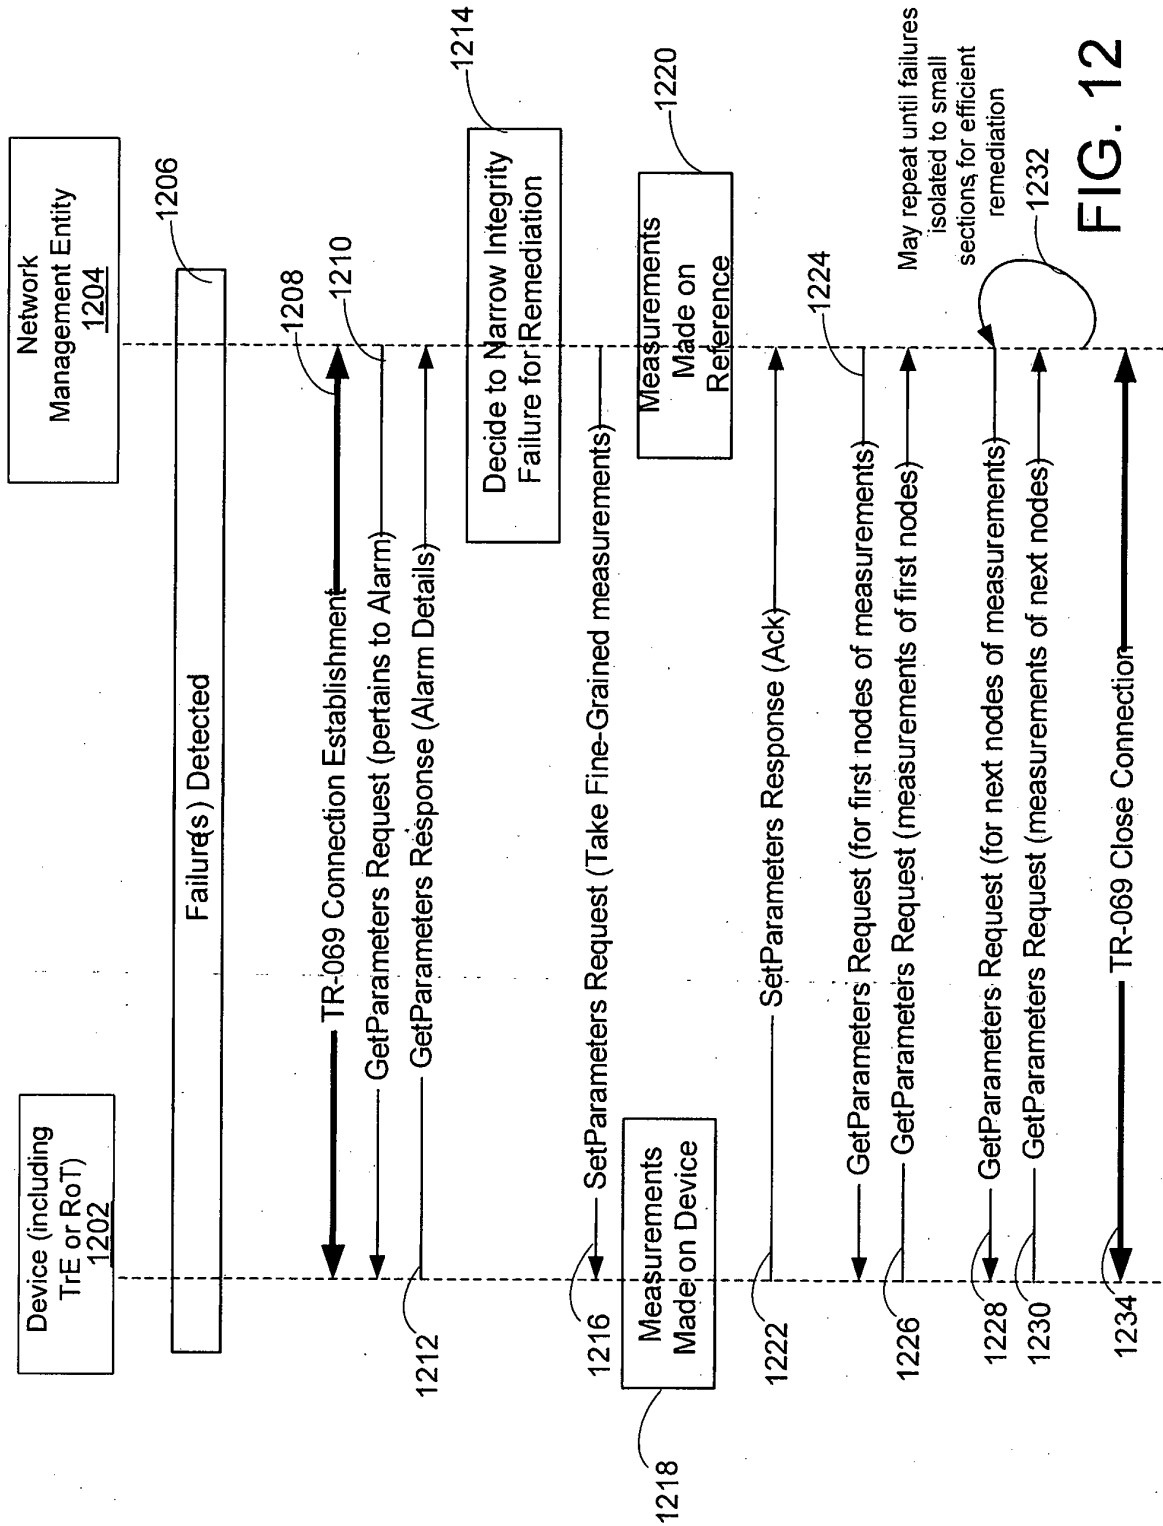 Device (including
TrE or RoT)
1202
Network
Management Entity
1204
Failure(s) Detected
1206
TR-069 Connection Establishment
1208
GetParameters Request (pertains to Alarm)
1210
GetParameters Response (Alarm Details)
1212
Decide to Narrow Integrity
Failure for Remediation
1214
SetParameters Request (Take Fine-Grained measurements)
1216
Measurements
Made on Device
1218
Measurements
Made on
Reference
1220
SetParameters Response (Ack)
1222
GetParameters Request (for first nodes of measurements)
1224
GetParameters Request (measurements of first nodes)
1226
GetParameters Request (for next nodes of measurements)
1228
GetParameters Request (measurements of next nodes)
1230
May repeat until failures
isolated to small
sections, for efficient
remediation
1232
TR-069 Close Connection
1234
FIG. 12